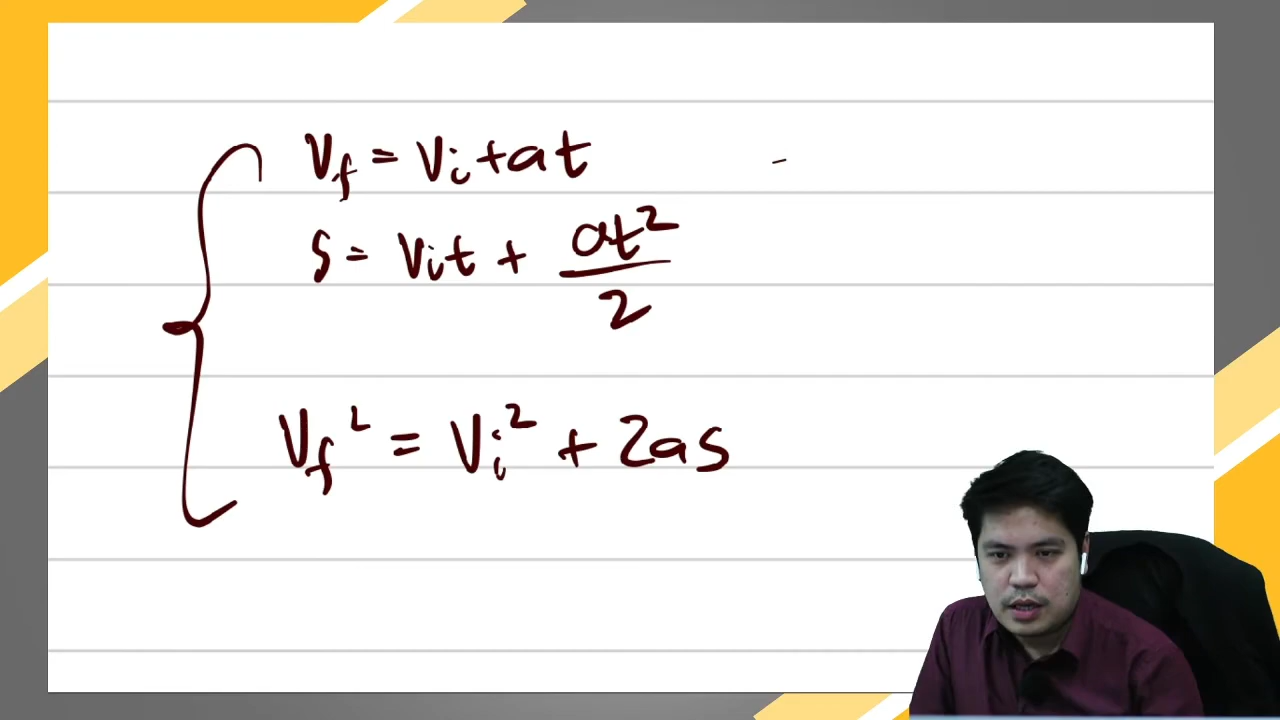 Vf = Vi + at
s = Vit + at²/2
Vf² = Vi² + 2as